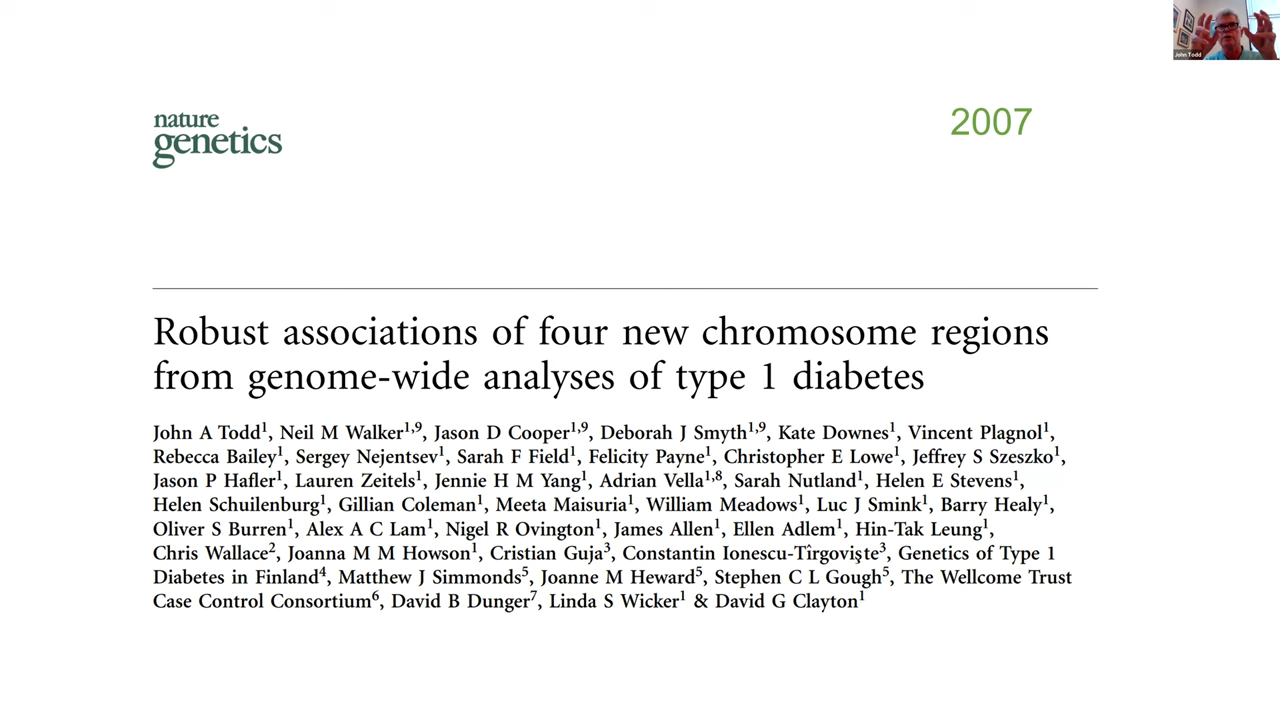 John Todd
nature
genetics
2007
Robust associations of four new chromosome regions
from genome-wide analyses of type 1 diabetes
John A Todd¹, Neil M Walker¹,⁹, Jason D Cooper¹,⁹, Deborah J Smyth¹,⁹, Kate Downes¹, Vincent Plagnol¹,
Rebecca Bailey¹, Sergey Nejentsev¹, Sarah F Field¹, Felicity Payne¹, Christopher E Lowe¹, Jeffrey S Szeszko¹,
Jason P Hafler¹, Lauren Zeitels¹, Jennie H M Yang¹, Adrian Vella¹,⁸, Sarah Nutland¹, Helen E Stevens¹,
Helen Schuilenburg¹, Gillian Coleman¹, Meeta Maisuria¹, William Meadows¹, Luc J Smink¹, Barry Healy¹,
Oliver S Burren¹, Alex A C Lam¹, Nigel R Ovington¹, James Allen¹, Ellen Adlem¹, Hin-Tak Leung¹,
Chris Wallace², Joanna M M Howson¹, Cristian Guja³, Constantin Ionescu-Tîrgovişte³, Genetics of Type 1
Diabetes in Finland⁴, Matthew J Simmonds⁵, Joanne M Heward⁵, Stephen C L Gough⁵, The Wellcome Trust
Case Control Consortium⁶, David B Dunger⁷, Linda S Wicker¹ & David G Clayton¹